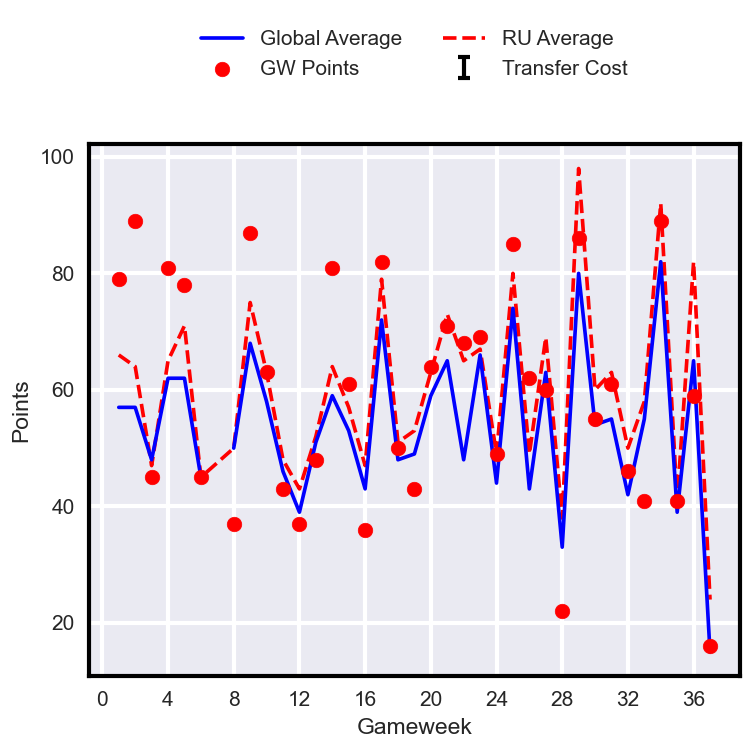 Global Average RU Average
GW Points Transfer Cost
100
80
60
40
20
Points
0 4 8 12 16 20 24 28 32 36
Gameweek